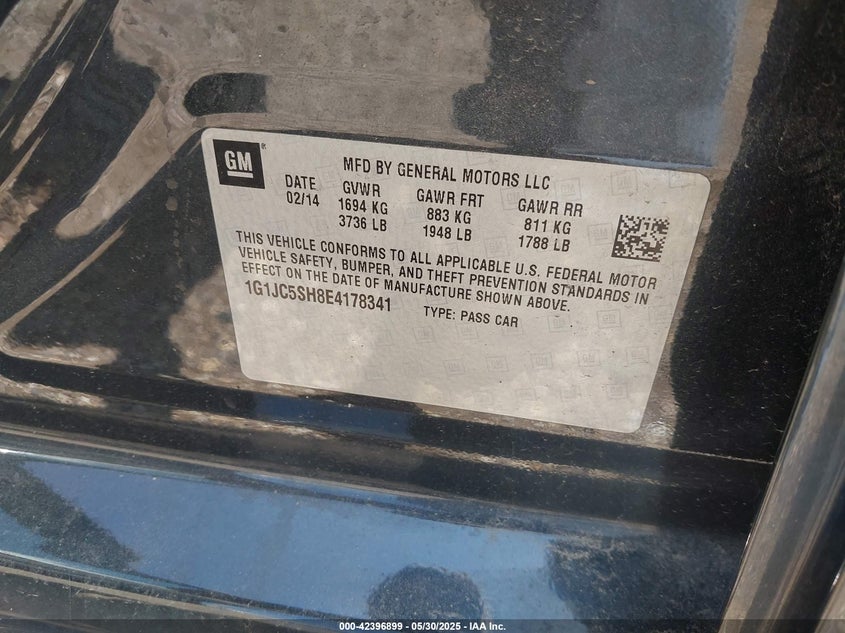 GM
MFD BY GENERAL MOTORS LLC
DATE GVWR GAWR FRT GAWR RR
02/14 1694 KG 883 KG 811 KG
3736 LB 1948 LB 1788 LB
THIS VEHICLE CONFORMS TO ALL APPLICABLE U.S. FEDERAL MOTOR
VEHICLE SAFETY, BUMPER, AND THEFT PREVENTION STANDARDS IN
EFFECT ON THE DATE OF MANUFACTURE SHOWN ABOVE.
1G1JC5SH8E4178341 TYPE: PASS CAR
000-42396899 — 05/30/2025 — IAA Inc.